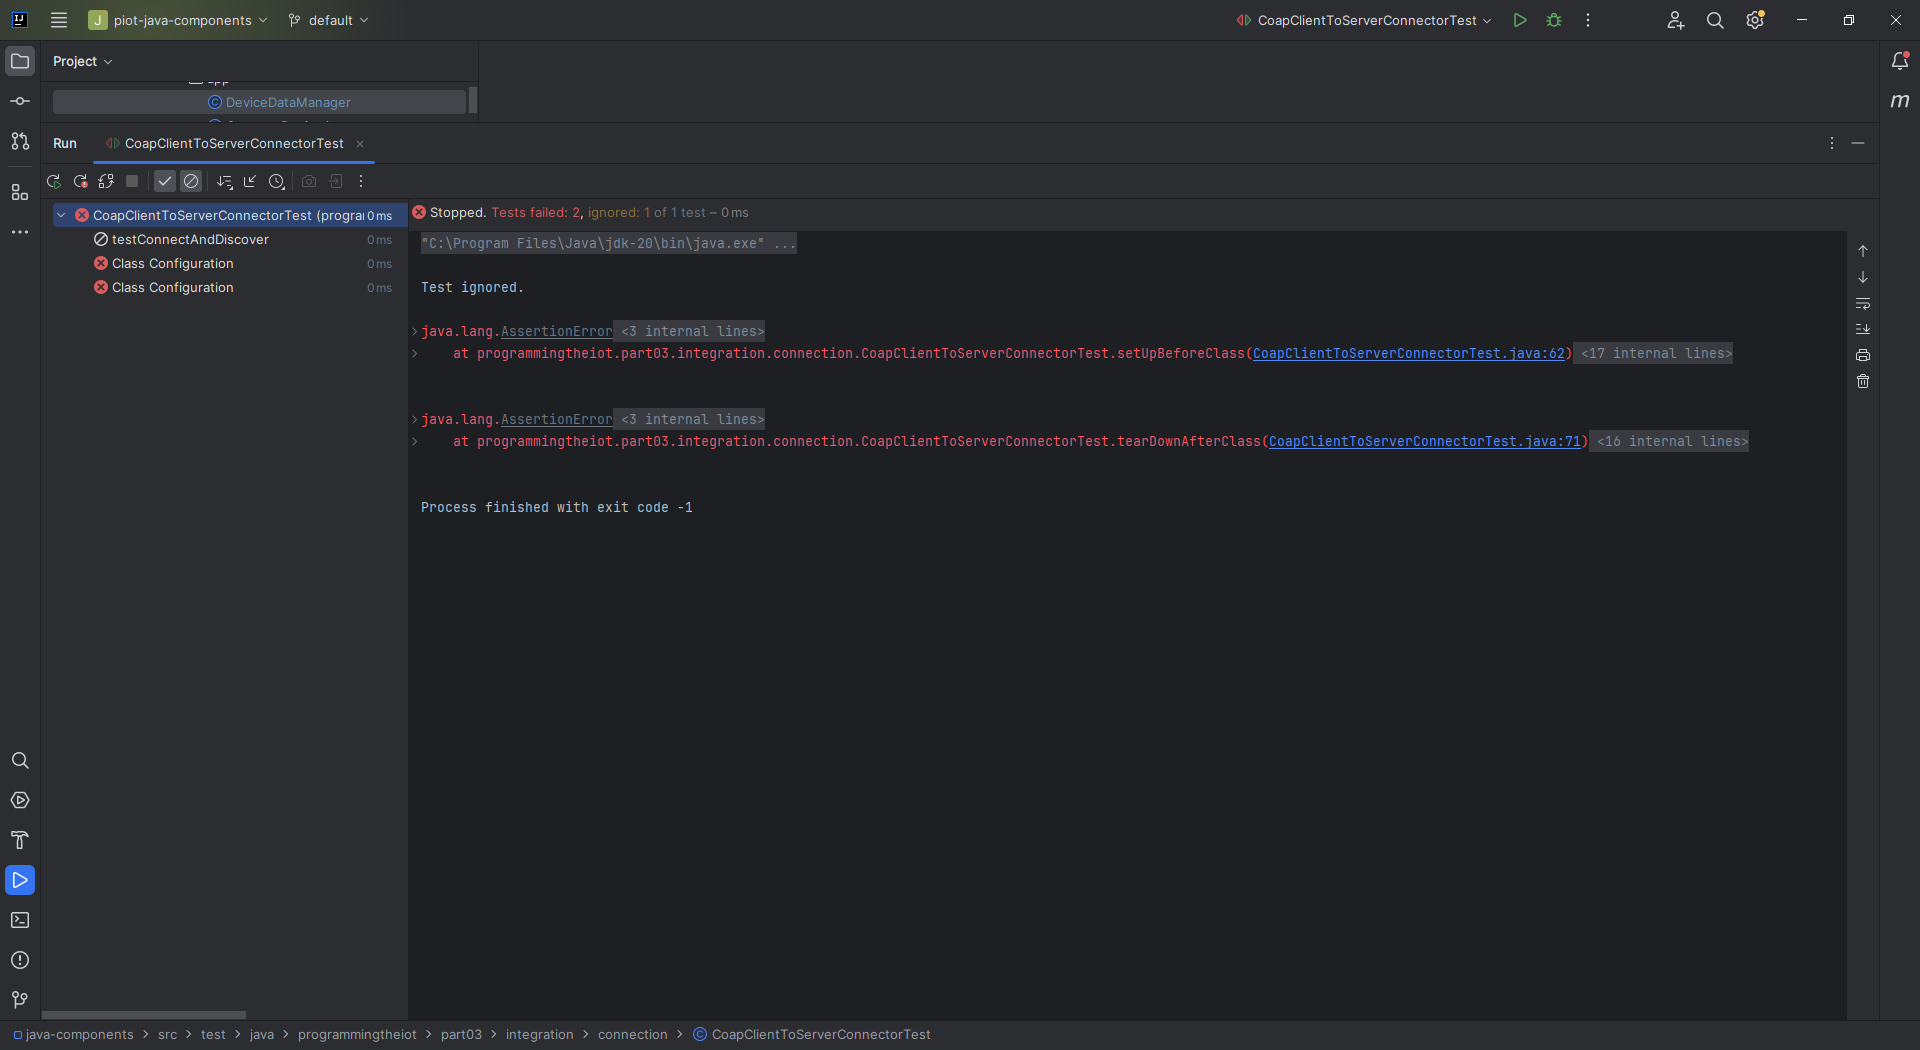 J piot-java-components default CoapClientToServerConnectorTest
Project
DeviceDataManager
Run CoapClientToServerConnectorTest
CoapClientToServerConnectorTest (progra 0 ms
testConnectAndDiscover 0 ms
Class Configuration 0 ms
Class Configuration 0 ms
Stopped. Tests failed: 2, ignored: 1 of 1 test – 0 ms
"C:\Program Files\Java\jdk-20\bin\java.exe" ...
Test ignored.
java.lang.AssertionError <3 internal lines>
at programmingtheiot.part03.integration.connection.CoapClientToServerConnectorTest.setUpBeforeClass(CoapClientToServerConnectorTest.java:62) <17 internal lines>
java.lang.AssertionError <3 internal lines>
at programmingtheiot.part03.integration.connection.CoapClientToServerConnectorTest.tearDownAfterClass(CoapClientToServerConnectorTest.java:71) <16 internal lines>
Process finished with exit code -1
java-components > src > test > java > programmingtheiot > part03 > integration > connection > CoapClientToServerConnectorTest